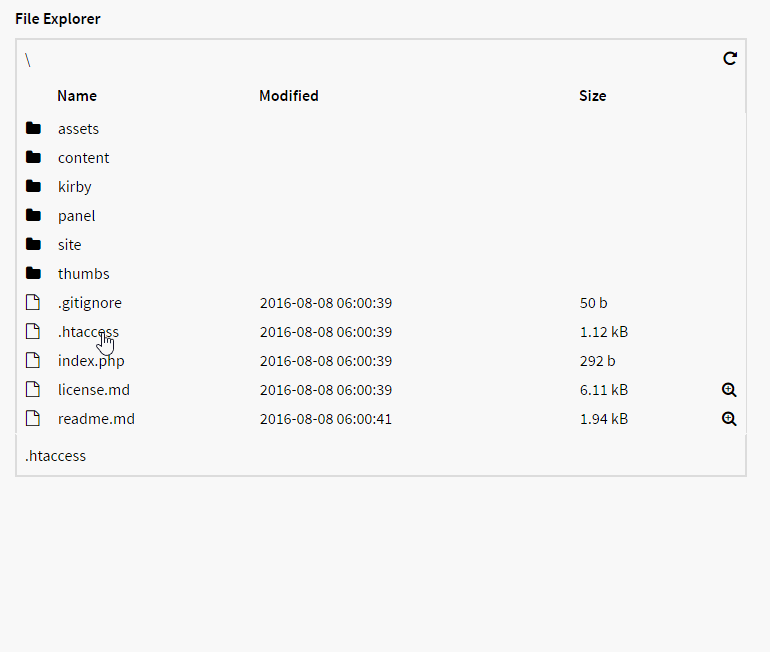 File Explorer
\
Name Modified Size
assets
content
kirby
panel
site
thumbs
.gitignore 2016-08-08 06:00:39 50 b
.htaccess 2016-08-08 06:00:39 1.12 kB
index.php 2016-08-08 06:00:39 292 b
license.md 2016-08-08 06:00:39 6.11 kB
readme.md 2016-08-08 06:00:41 1.94 kB
.htaccess